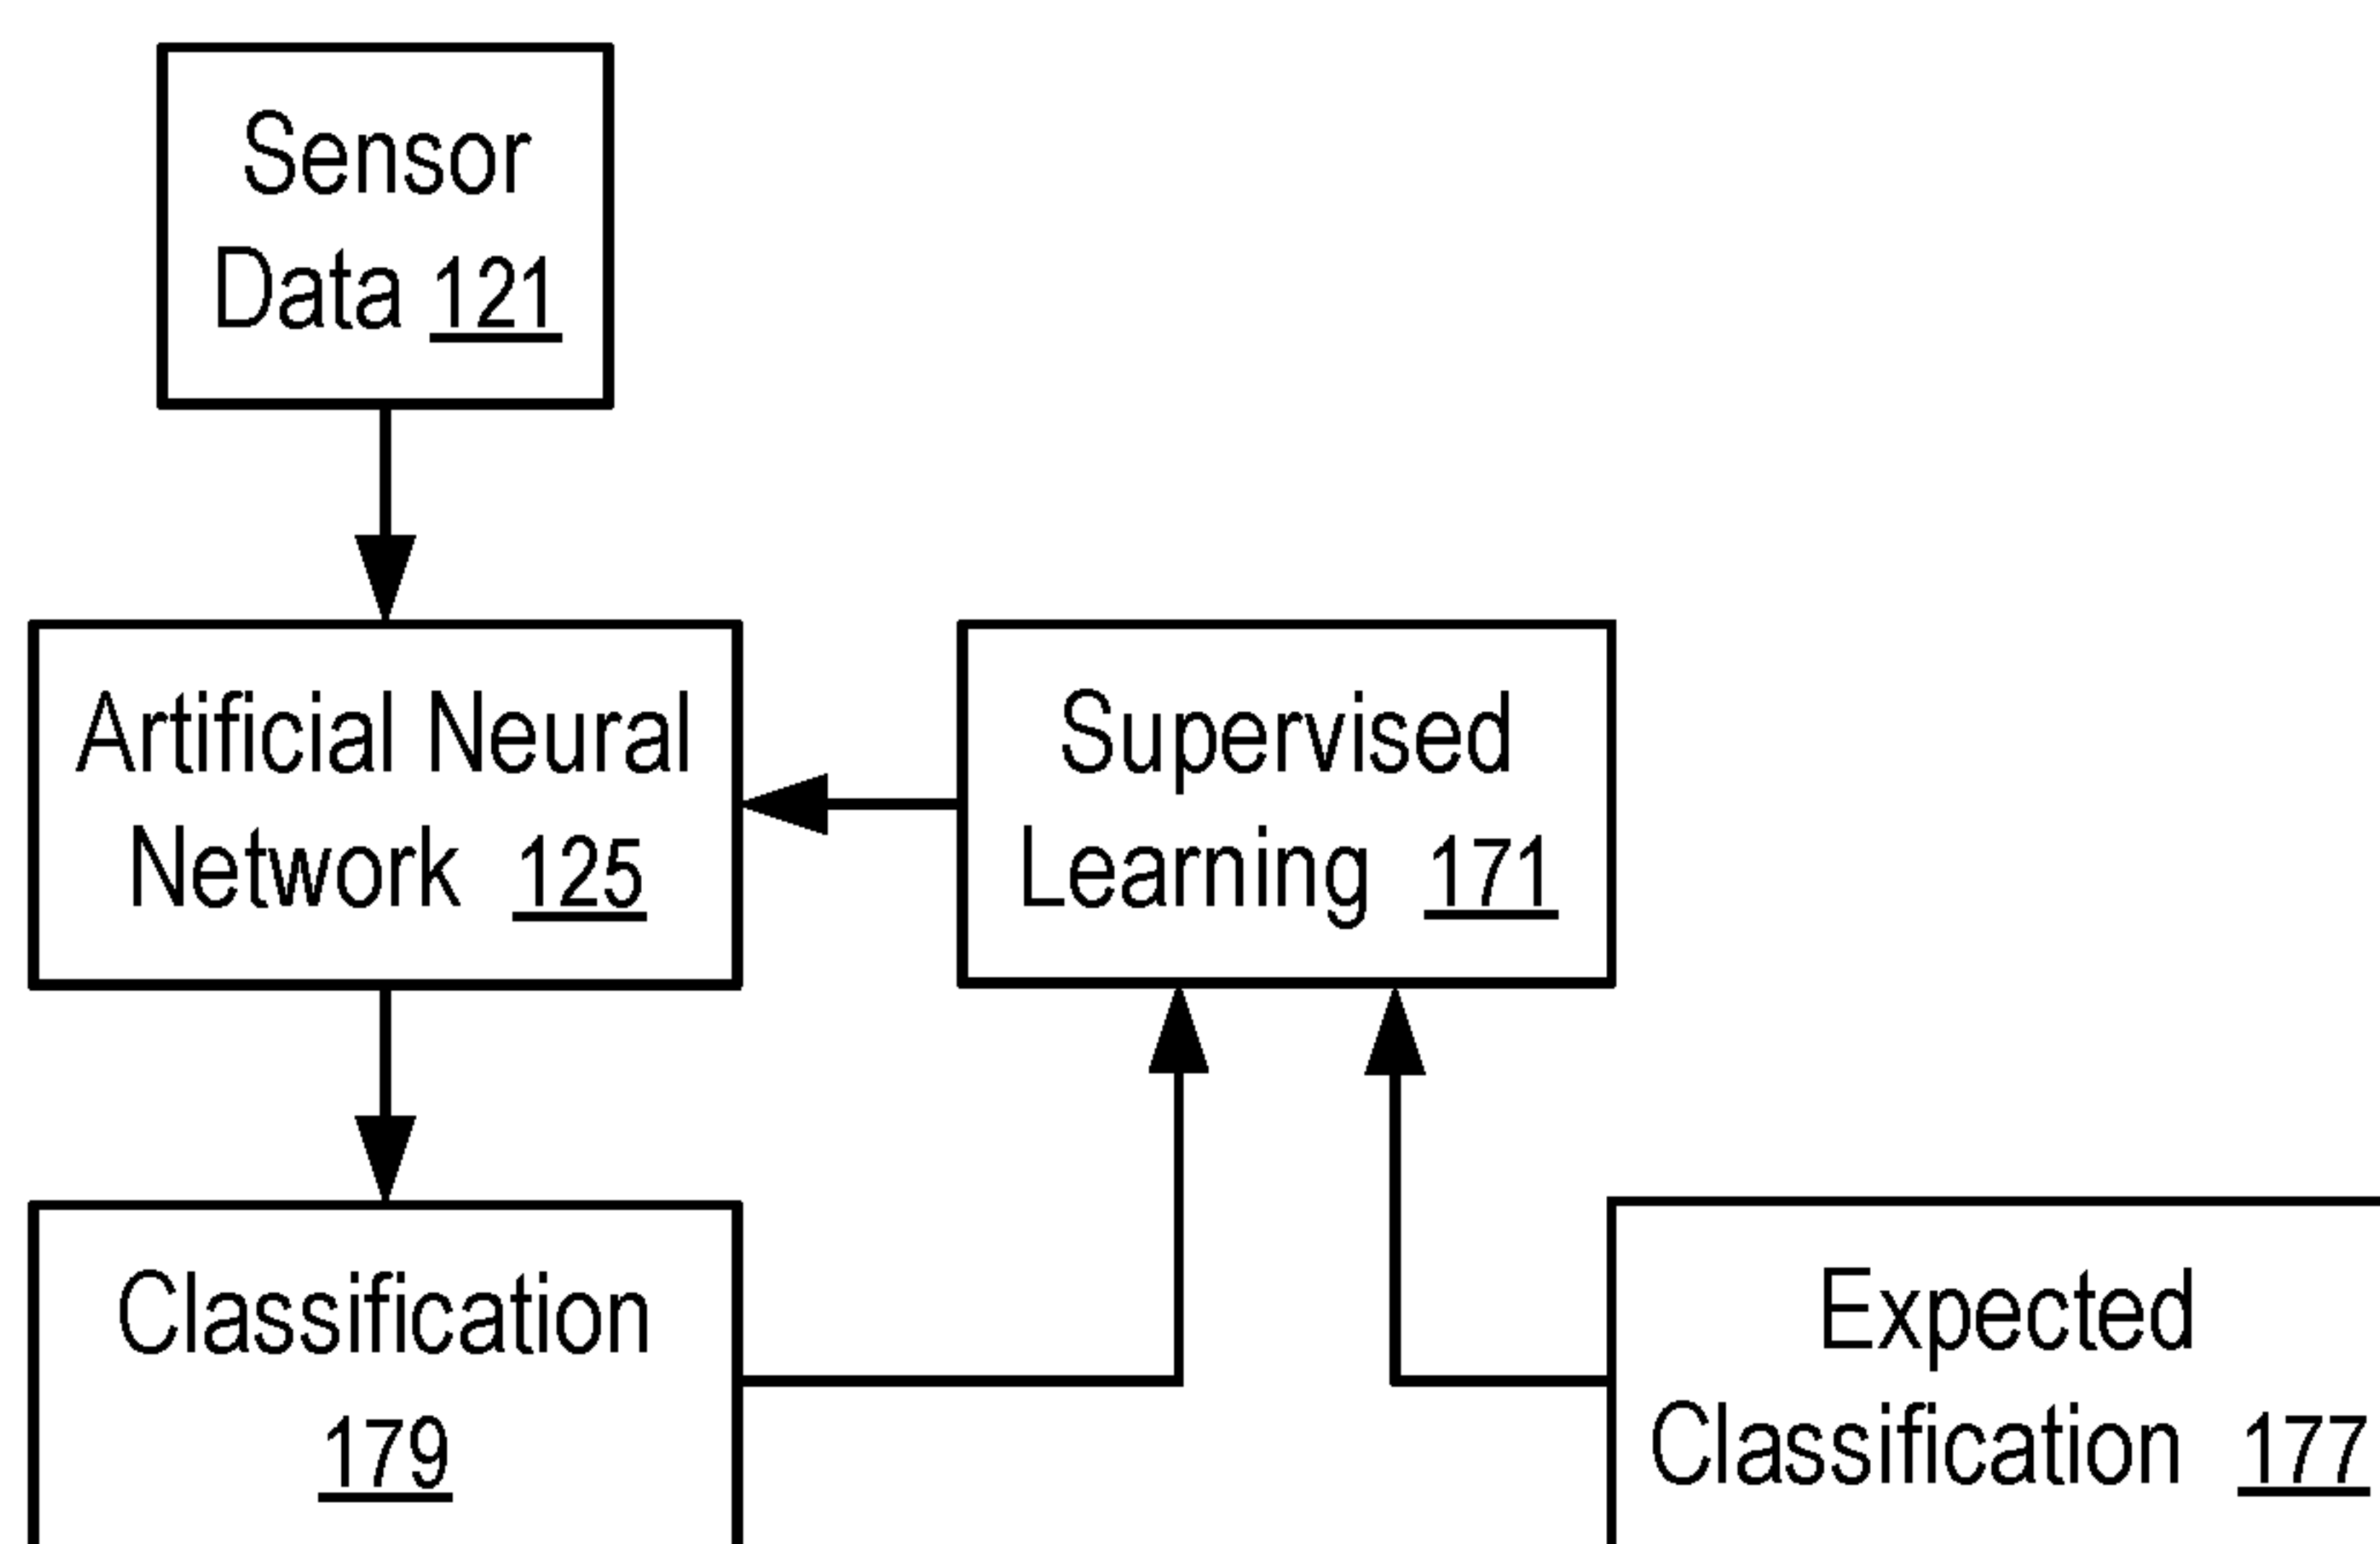 Sensor
Data 121
Artificial Neural
Network 125
Supervised
Learning 171
Classification
179
Expected
Classification 177